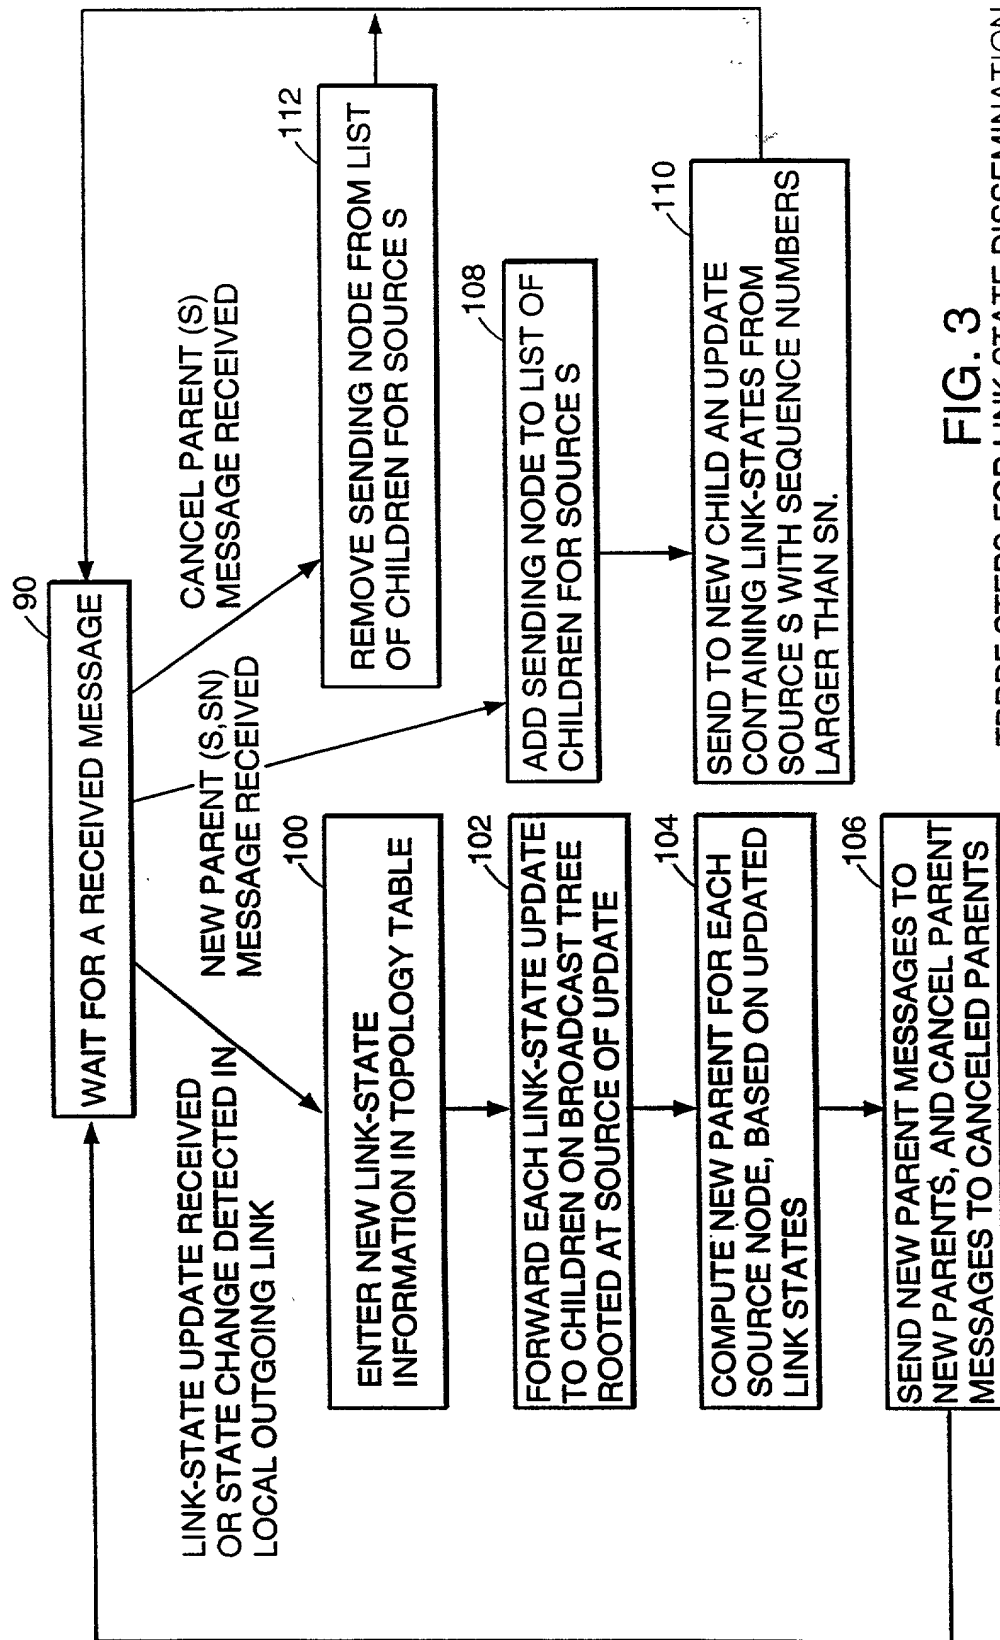 90
WAIT FOR A RECEIVED MESSAGE
LINK-STATE UPDATE RECEIVED
OR STATE CHANGE DETECTED IN
LOCAL OUTGOING LINK
NEW PARENT (S,SN)
MESSAGE RECEIVED
CANCEL PARENT (S)
MESSAGE RECEIVED
100
ENTER NEW LINK-STATE
INFORMATION IN TOPOLOGY TABLE
102
FORWARD EACH LINK-STATE UPDATE
TO CHILDREN ON BROADCAST TREE
ROOTED AT SOURCE OF UPDATE
104
COMPUTE NEW PARENT FOR EACH
SOURCE NODE, BASED ON UPDATED
LINK STATES
106
SEND NEW PARENT MESSAGES TO
NEW PARENTS, AND CANCEL PARENT
MESSAGES TO CANCELED PARENTS
112
REMOVE SENDING NODE FROM LIST
OF CHILDREN FOR SOURCE S
108
ADD SENDING NODE TO LIST OF
CHILDREN FOR SOURCE S
110
SEND TO NEW CHILD AN UPDATE
CONTAINING LINK-STATES FROM
SOURCE S WITH SEQUENCE NUMBERS
LARGER THAN SN.
FIG. 3
STEPS FOR LINK-STATE DISSEMINATION